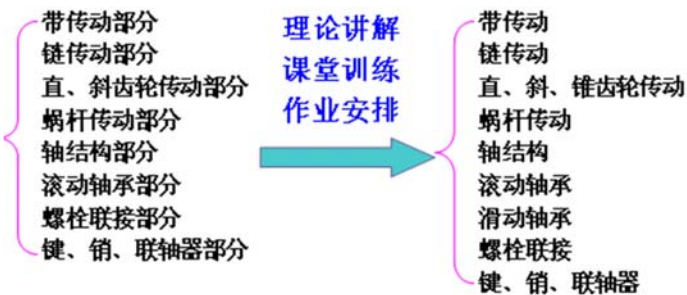 带传动部分
链传动部分
直、斜齿轮传动部分
蜗杆传动部分
轴结构部分
滚动轴承部分
螺栓联接部分
键、销、联轴器部分
理论讲解
课堂训练
作业安排
带传动
链传动
直、斜、锥齿轮传动
蜗杆传动
轴结构
滚动轴承
滑动轴承
螺栓联接
键、销、联轴器